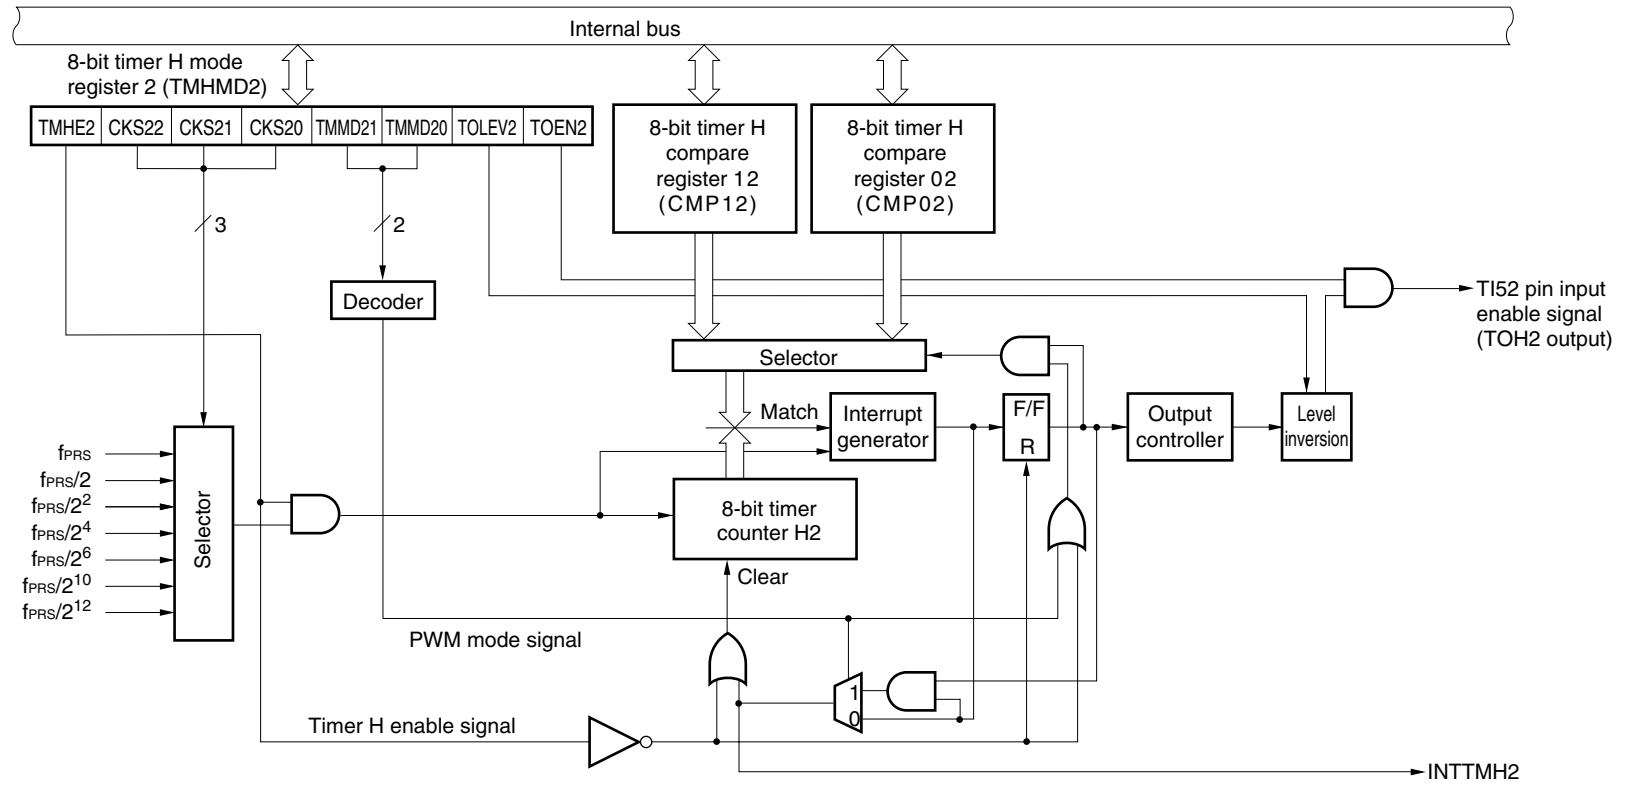 Internal bus
8-bit timer H mode
register 2 (TMHMD2)
TMHE2 CKS22 CKS21 CKS20 TMMD21 TMMD20 TOLEV2 TOEN2
8-bit timer H
compare
register 12
(CMP12)
8-bit timer H
compare
register 02
(CMP02)
3
2
Decoder
TI52 pin input
enable signal
(TOH2 output)
Selector
Match
Interrupt
generator
F/F
R
Output
controller
Level
inversion
fPRS
fPRS/2
fPRS/2²
fPRS/2⁴
fPRS/2⁶
fPRS/2¹⁰
fPRS/2¹²
Selector
8-bit timer
counter H2
Clear
PWM mode signal
1
0
Timer H enable signal
INTTMH2